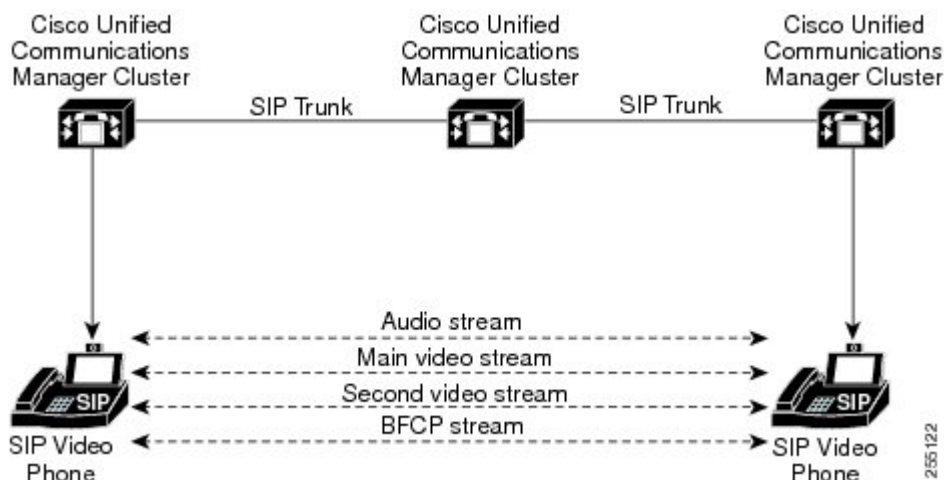 Cisco Unified
Communications
Manager Cluster
Cisco Unified
Communications
Manager Cluster
Cisco Unified
Communications
Manager Cluster
SIP Trunk
SIP Trunk
Audio stream
Main video stream
Second video stream
BFCP stream
SIP
SIP
SIP Video
Phone
SIP Video
Phone
255122